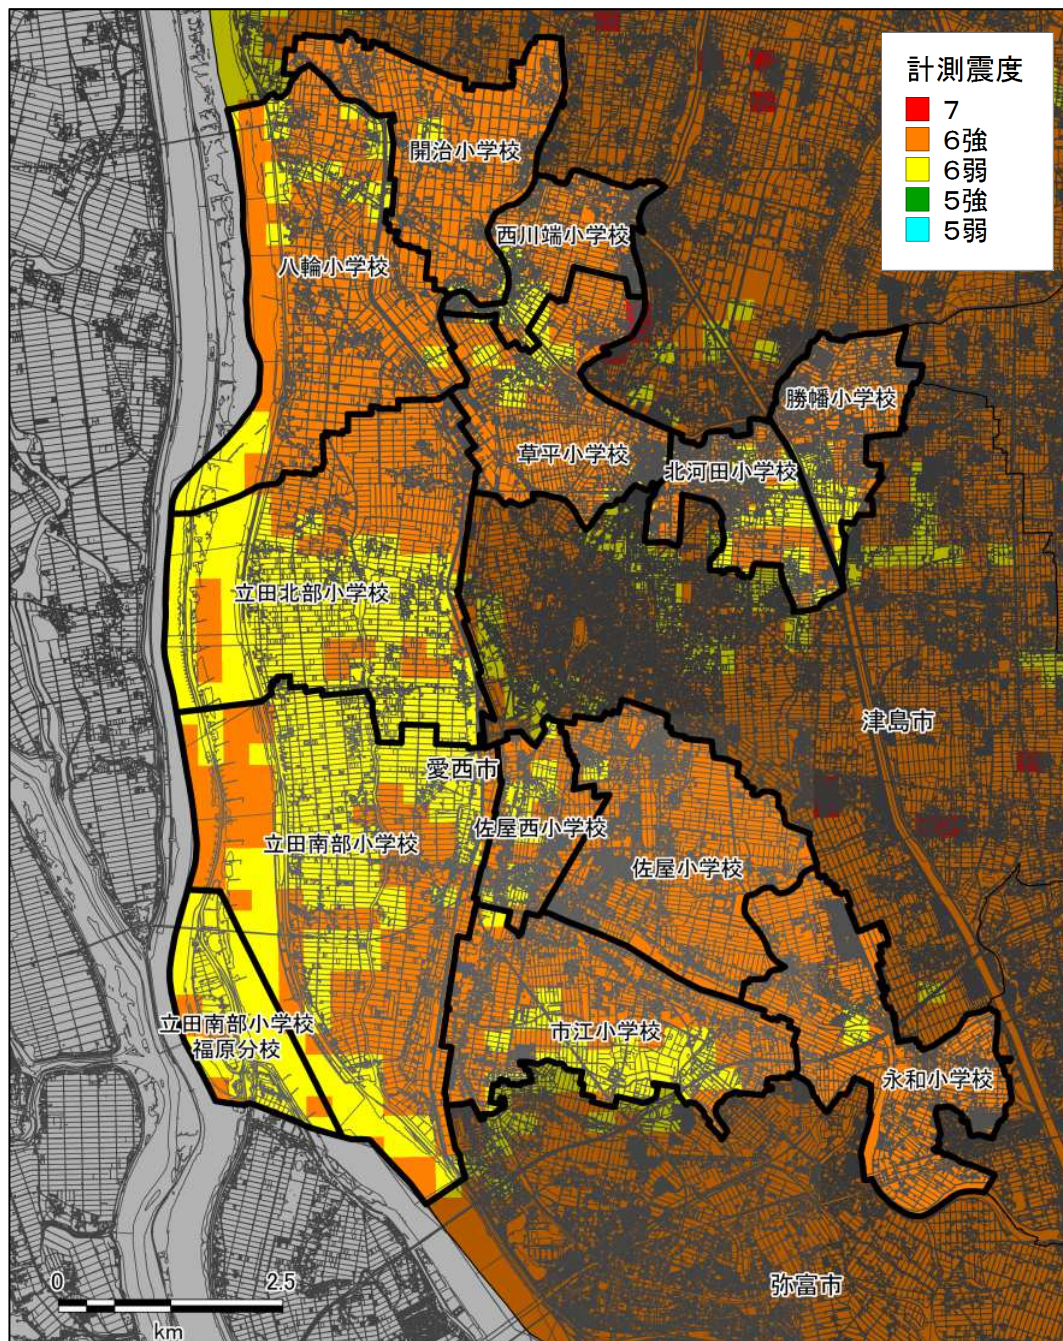 計測震度
7
6強
6弱
5強
5弱
開治小学校
西川端小学校
八輪小学校
勝幡小学校
草平小学校
北河田小学校
立田北部小学校
津島市
愛西市
佐屋西小学校
立田南部小学校
佐屋小学校
立田南部小学校
福原分校
市江小学校
永和小学校
弥富市
0 2.5
km